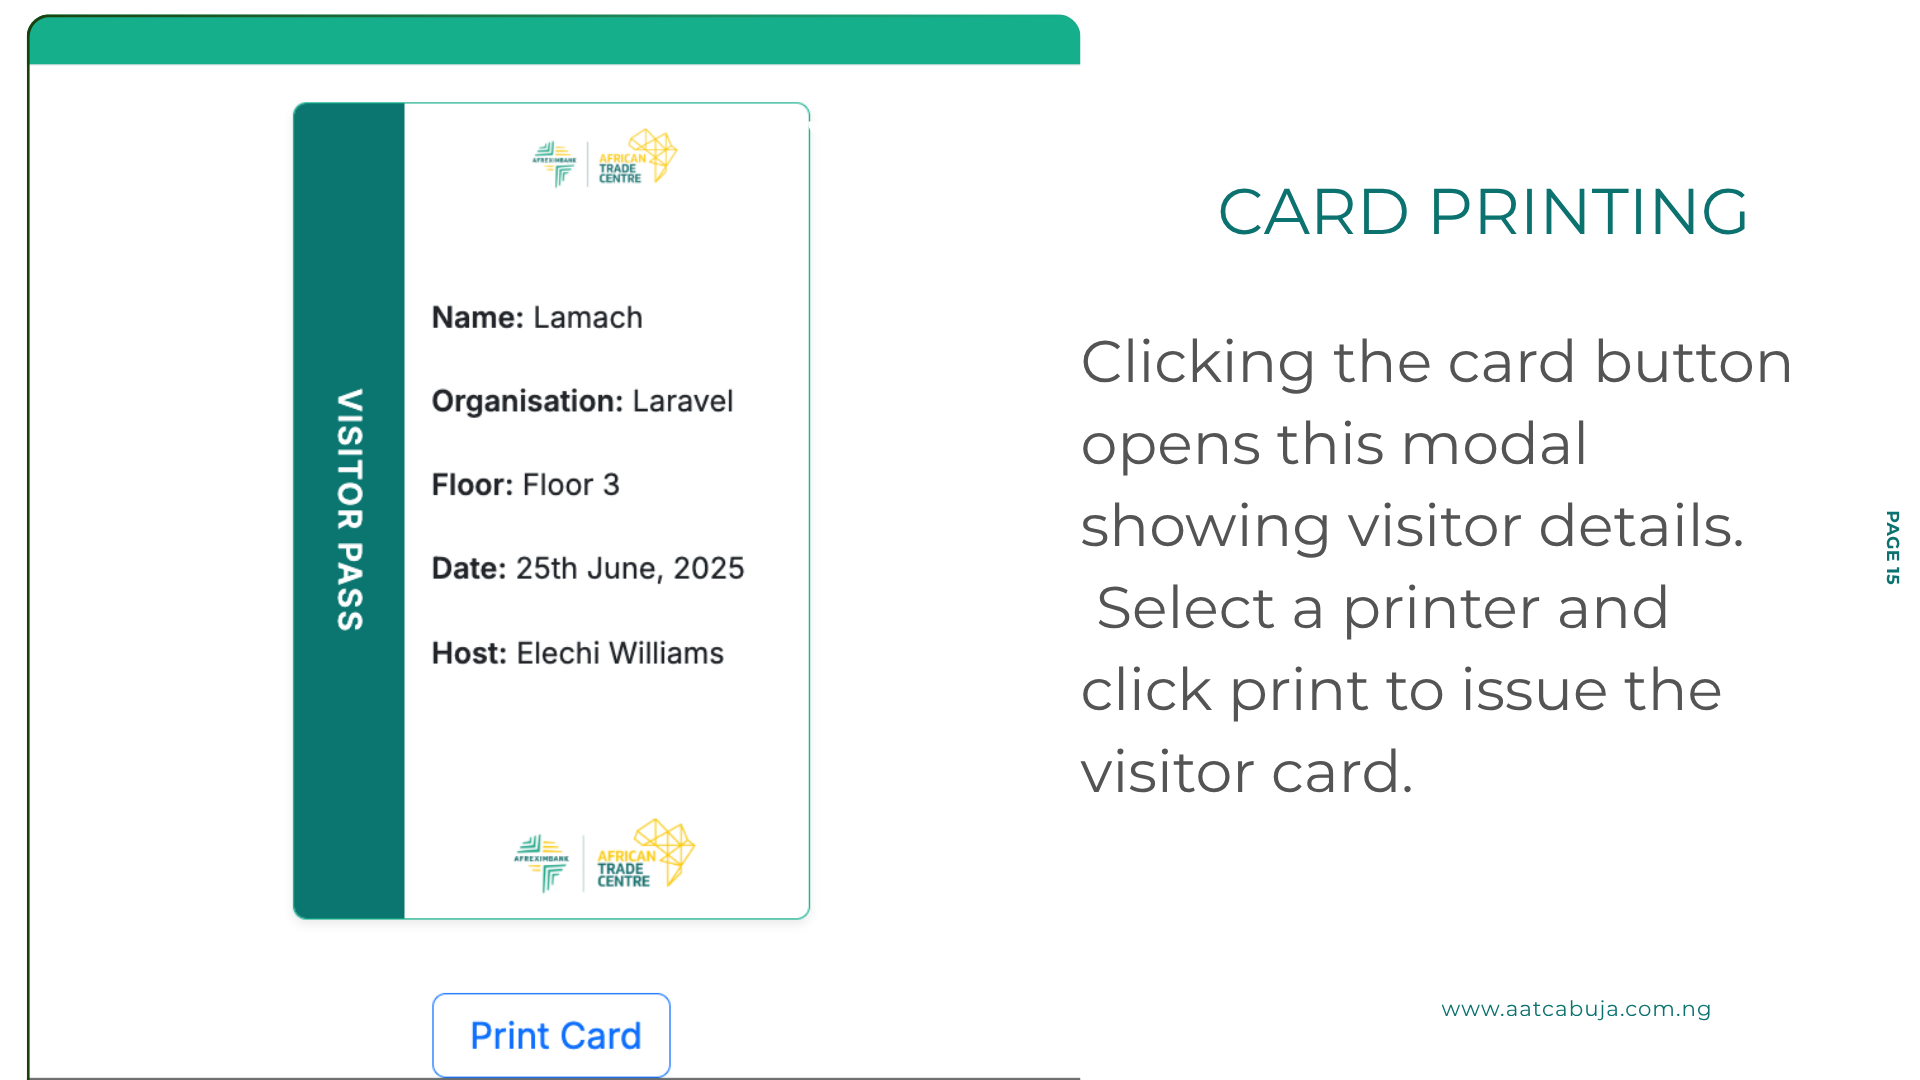 AFREXIMBANK
AFRICAN
TRADE
CENTRE
VISITOR PASS
Name: Lamach
Organisation: Laravel
Floor: Floor 3
Date: 25th June, 2025
Host: Elechi Williams
AFREXIMBANK
AFRICAN
TRADE
CENTRE
Print Card
CARD PRINTING
Clicking the card button
opens this modal
showing visitor details.
Select a printer and
click print to issue the
visitor card.
PAGE 15
www.aatcabuja.com.ng